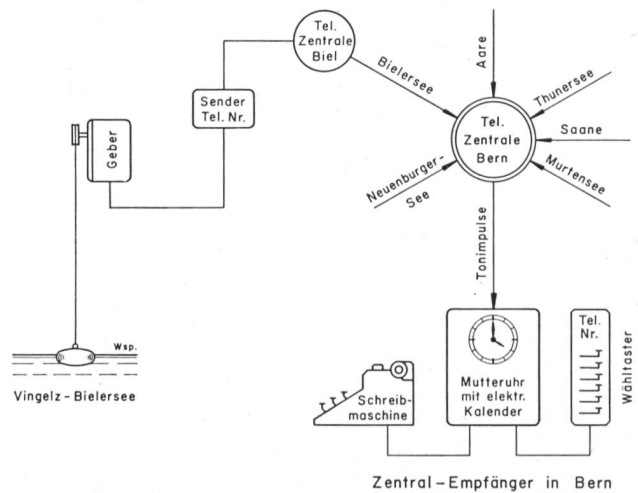 Tel.
Zentrale
Biel
Bielersee
Aare
Thunersee
Saane
Murtensee
Neuenburger-
See
Tel.
Zentrale
Bern
Sender
Tel. Nr.
Geber
Tonimpulse
Wsp.
Vingelz-Bielersee
Schreib-
maschine
Mutteruhr
mit elektr.
Kalender
Tel.
Nr.
Wähltaster
Zentral-Empfänger in Bern